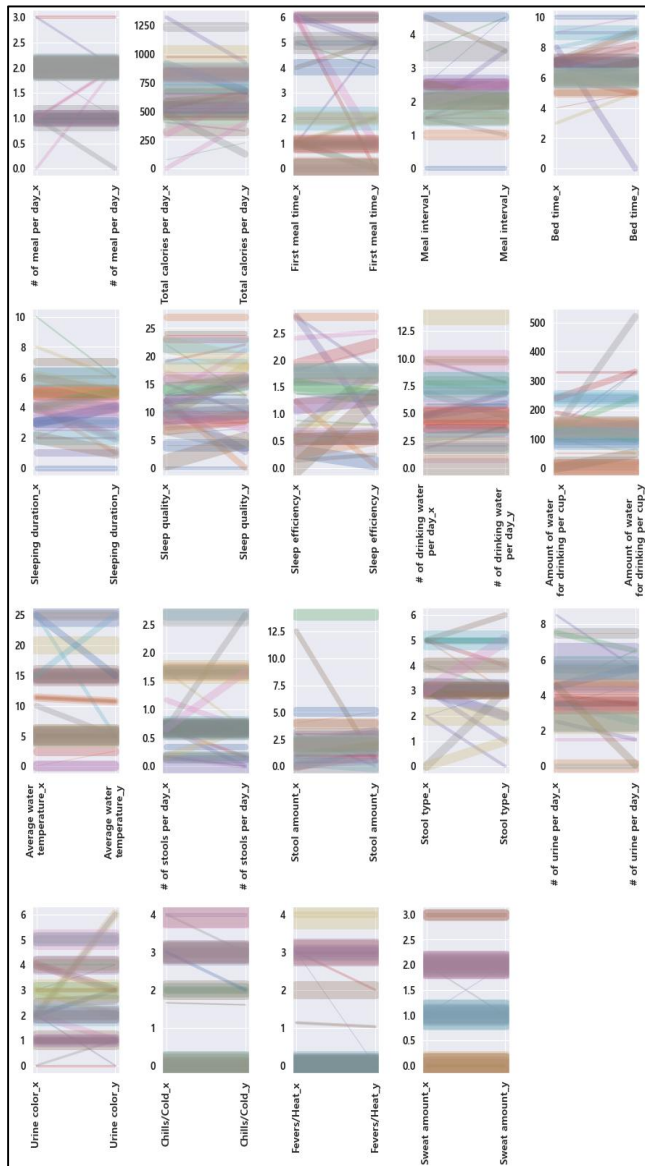 3.0
2.5
2.0
1.5
1.0
0.5
0.0
# of meal per day_x
# of meal per day_y
1250
1000
750
500
250
0
Total calories per day_x
Total calories per day_y
6
5
4
3
2
1
0
First meal time_x
First meal time_y
4
3
2
1
0
Meal interval_x
Meal interval_y
10
8
6
4
2
0
Bed time_x
Bed time_y
10
8
6
4
2
0
Sleeping duration_x
Sleeping duration_y
25
20
15
10
5
0
Sleep quality_x
Sleep quality_y
2.5
2.0
1.5
1.0
0.5
0.0
Sleep efficiency_x
Sleep efficiency_y
12.5
10.0
7.5
5.0
2.5
0.0
# of drinking water
per day_x
# of drinking water
per day_y
500
400
300
200
100
0
Amount of water
for drinking per cup_x
Amount of water
for drinking per cup_y
25
20
15
10
5
0
Average water
temperature_x
Average water
temperature_y
2.5
2.0
1.5
1.0
0.5
0.0
# of stools per day_x
# of stools per day_y
12.5
10.0
7.5
5.0
2.5
0.0
Stool amount_x
Stool amount_y
6
5
4
3
2
1
0
Stool type_x
Stool type_y
8
6
4
2
0
# of urine per day_x
# of urine per day_y
6
5
4
3
2
1
0
Urine color_x
Urine color_y
4
3
2
1
0
Chills/Cold_x
Chills/Cold_y
4
3
2
1
0
Fevers/Heat_x
Fevers/Heat_y
3.0
2.5
2.0
1.5
1.0
0.5
0.0
Sweat amount_x
Sweat amount_y